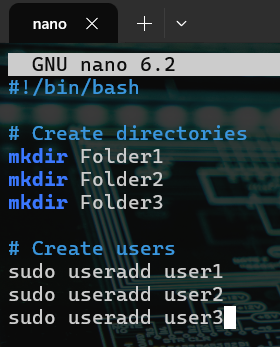 nano
GNU nano 6.2
#!/bin/bash
# Create directories
mkdir Folder1
mkdir Folder2
mkdir Folder3
# Create users
sudo useradd user1
sudo useradd user2
sudo useradd user3